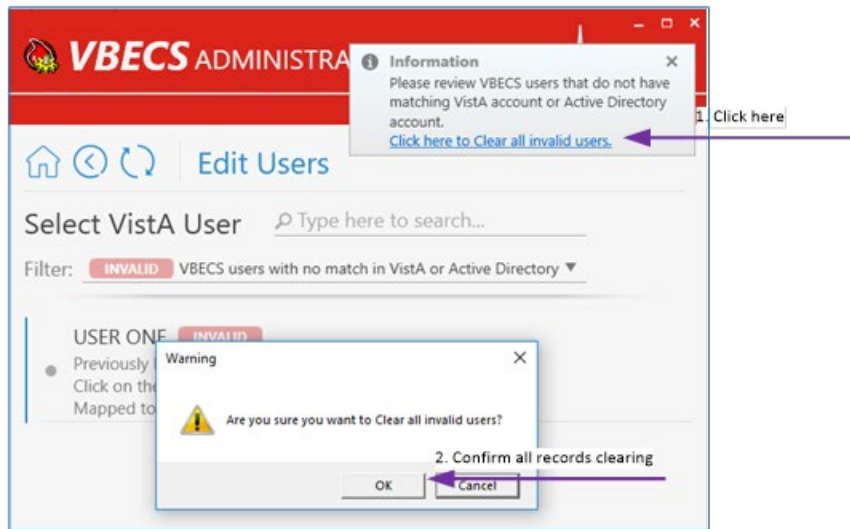 VBECS ADMINISTRA
Information
Please review VBECS users that do not have
matching VistA account or Active Directory
account.
Click here to Clear all invalid users.
1. Click here
Edit Users
Select VistA User
Type here to search...
Filter: INVALID VBECS users with no match in VistA or Active Directory
USER ONE INVALID
Previously
Click on the
Mapped to
Warning
Are you sure you want to Clear all invalid users?
2. Confirm all records clearing
OK Cancel